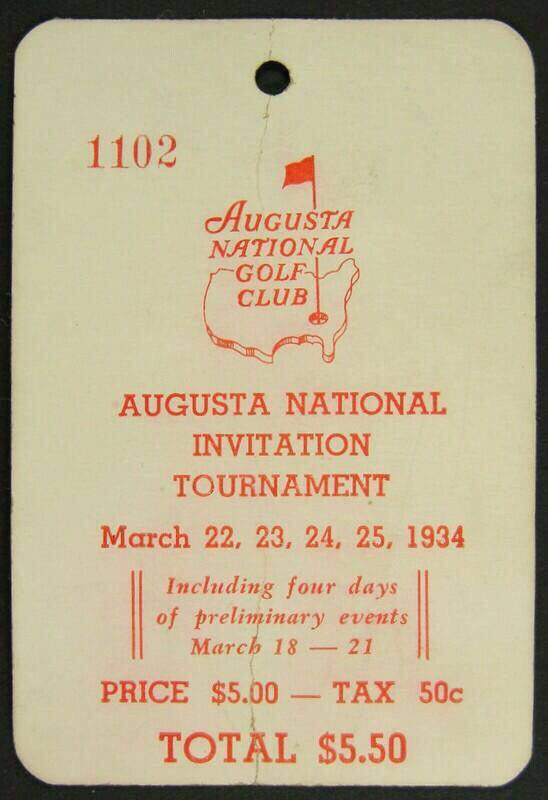 1102
AUGUSTA
NATIONAL
GOLF
CLUB
AUGUSTA NATIONAL
INVITATION
TOURNAMENT
March 22, 23, 24, 25, 1934
Including four days
of preliminary events
March 18 — 21
PRICE $5.00 — TAX 50c
TOTAL $5.50